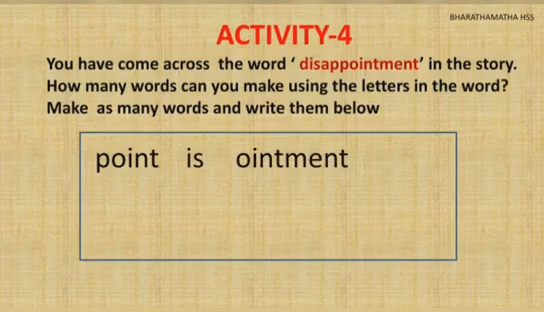 BHARATHAMATHA HSS
ACTIVITY-4
You have come across the word ‘ disappointment’ in the story.
How many words can you make using the letters in the word?
Make as many words and write them below
point is ointment